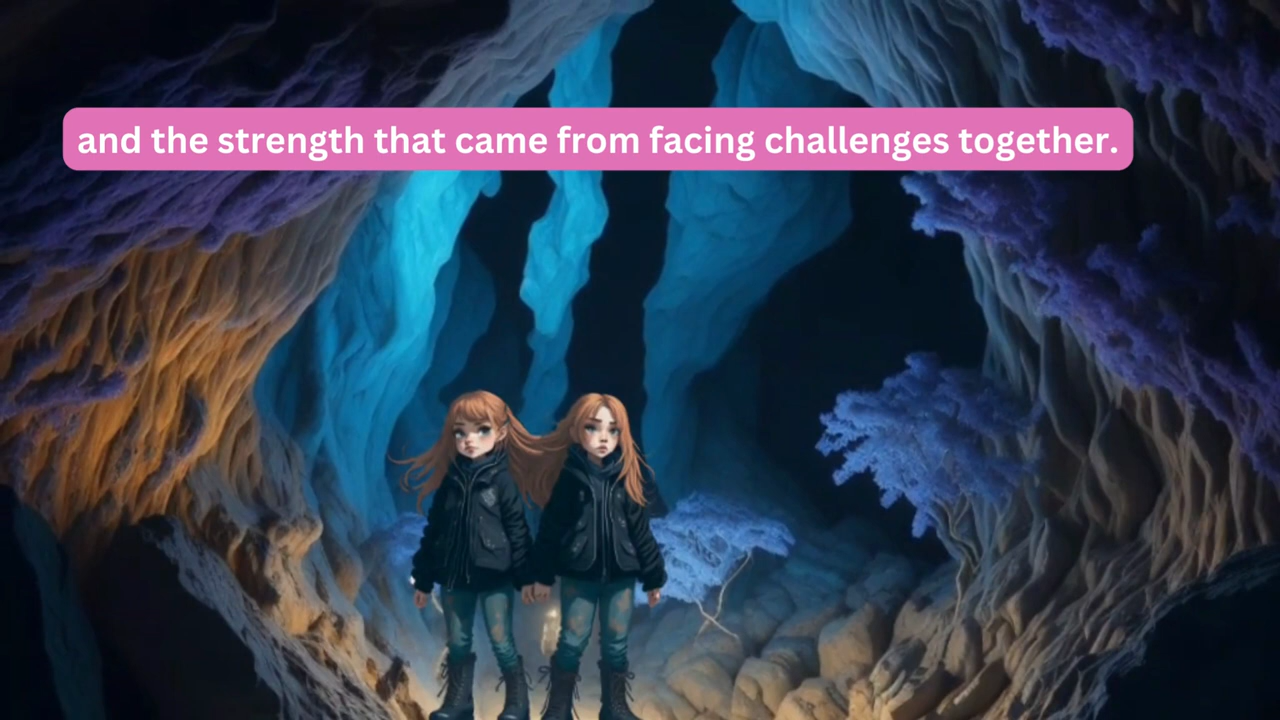 and the strength that came from facing challenges together.